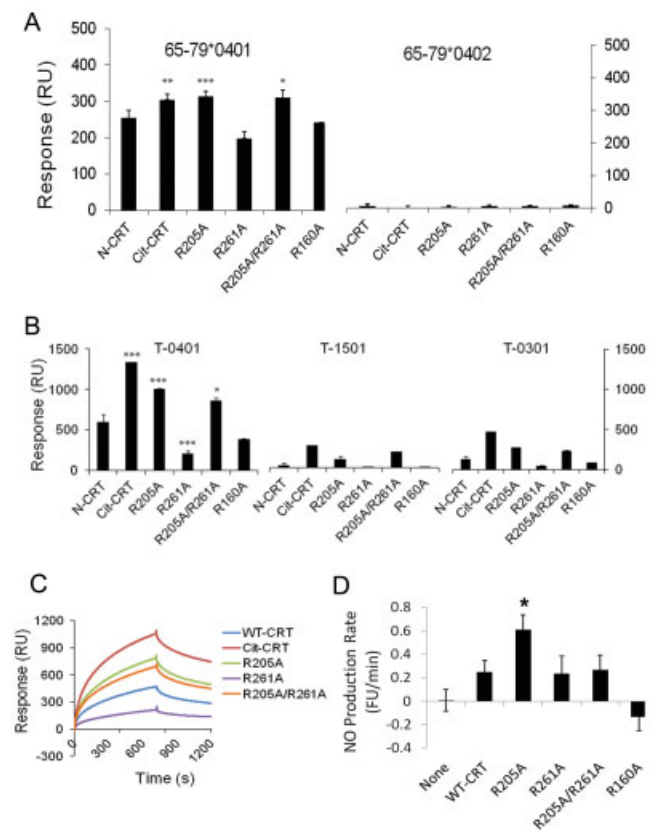 A
65-79*0401
65-79*0402
Response (RU)
500
400
300
200
100
0
** *** *
500
400
300
200
100
0
N-CRT Cit-CRT R205A R261A R205A/R261A R160A
N-CRT Cit-CRT R205A R261A R205A/R261A R160A
B
T-0401 T-1501 T-0301
Response (RU)
1500
1000
500
0
*** *** *** *
1500
1000
500
0
N-CRT Cit-CRT R205A R261A R205A/R261A R160A
N-CRT Cit-CRT R205A R261A R205A/R261A R160A
N-CRT Cit-CRT R205A R261A R205A/R261A R160A
C
Response (RU)
1200
900
600
300
0
-300
0 300 600 900 1200
Time (s)
WT-CRT
Cit-CRT
R205A
R261A
R205A/R261A
D
NO Production Rate
(FU/min)
0.8
0.6
0.4
0.2
0
-0.2
-0.4
*
None WT-CRT R205A R261A R205A/R261A R160A